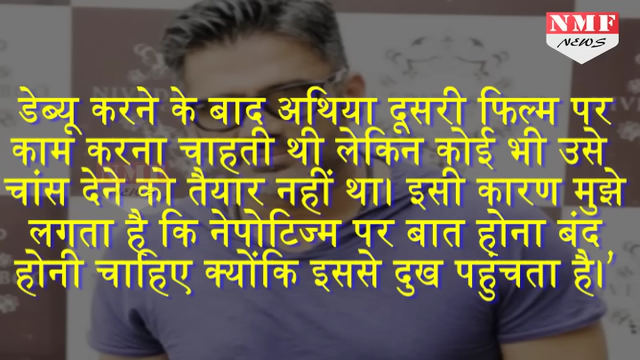 NMF
NEWS
डेब्यू करने के बाद अथिया दूसरी फिल्म पर
काम करना चाहती थी लेकिन कोई भी उसे
चांस देने को तैयार नहीं था। इसी कारण मुझे
लगता है कि नेपोटिज्म पर बात होना बंद
होनी चाहिए क्योंकि इससे दुख पहुंचता है।’